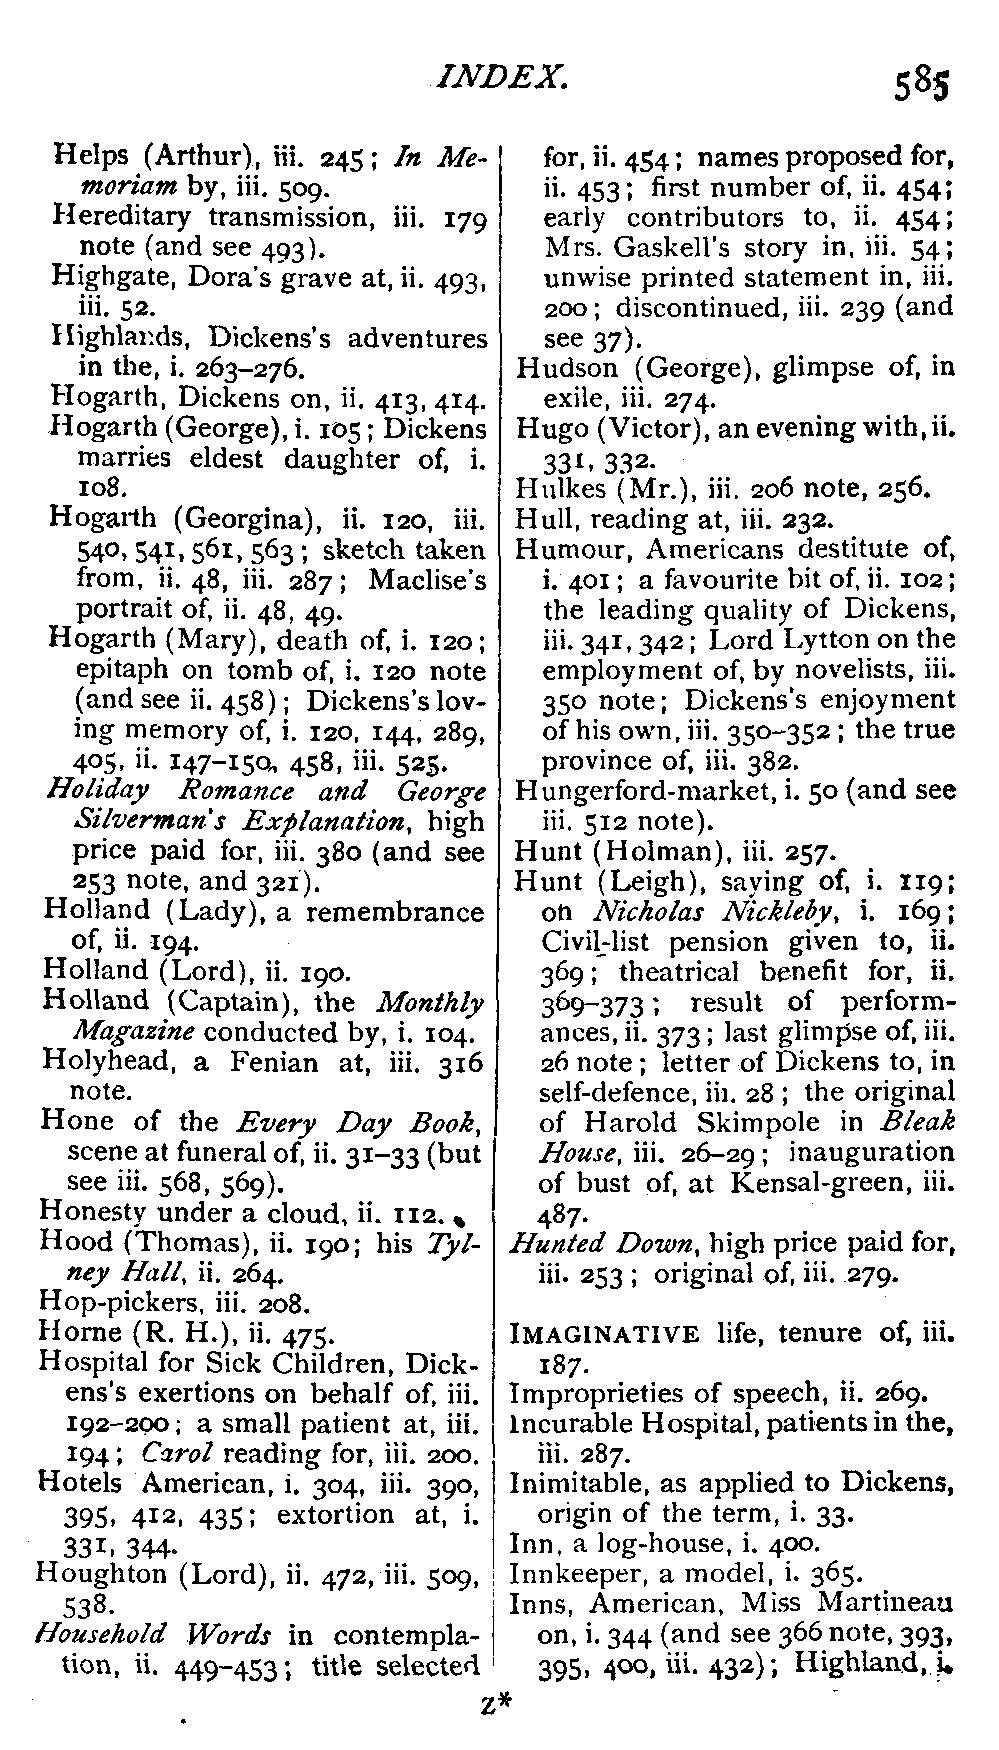 INDEX.
585
Helps (Arthur), iii. 245; In Me-
moriam by, iii. 509.
Hereditary transmission, iii. 179
note (and see 493).
Highgate, Dora's grave at, ii. 493,
iii. 52.
Highlands, Dickens's adventures
in the, i. 263–276.
Hogarth, Dickens on, ii. 413, 414.
Hogarth (George), i. 105; Dickens
marries eldest daughter of, i.
108.
Hogarth (Georgina), ii. 120, iii.
540, 541, 561, 563; sketch taken
from, ii. 48, iii. 287; Maclise's
portrait of, ii. 48, 49.
Hogarth (Mary), death of, i. 120;
epitaph on tomb of, i. 120 note
(and see ii. 458); Dickens's lov-
ing memory of, i. 120, 144, 289,
405, ii. 147–150, 458, iii. 525.
Holiday Romance and George
Silverman's Explanation, high
price paid for, iii. 380 (and see
253 note, and 321).
Holland (Lady), a remembrance
of, ii. 194.
Holland (Lord), ii. 190.
Holland (Captain), the Monthly
Magazine conducted by, i. 104.
Holyhead, a Fenian at, iii. 316
note.
Hone of the Every Day Book,
scene at funeral of, ii. 31–33 (but
see iii. 568, 569).
Honesty under a cloud, ii. 112.
Hood (Thomas), ii. 190; his Tyl-
ney Hall, ii. 264.
Hop-pickers, iii. 208.
Horne (R. H.), ii. 475.
Hospital for Sick Children, Dick-
ens's exertions on behalf of, iii.
192–200; a small patient at, iii.
194; Carol reading for, iii. 200.
Hotels American, i. 304, iii. 390,
395, 412, 435; extortion at, i.
331, 344.
Houghton (Lord), ii. 472, iii. 509,
538.
Household Words in contempla-
tion, ii. 449–453; title selected
for, ii. 454; names proposed for,
ii. 453; first number of, ii. 454;
early contributors to, ii. 454;
Mrs. Gaskell's story in, iii. 54;
unwise printed statement in, iii.
200; discontinued, iii. 239 (and
see 37).
Hudson (George), glimpse of, in
exile, iii. 274.
Hugo (Victor), an evening with, ii.
331, 332.
Hulkes (Mr.), iii. 206 note, 256.
Hull, reading at, iii. 232.
Humour, Americans destitute of,
i. 401; a favourite bit of, ii. 102;
the leading quality of Dickens,
iii. 341, 342; Lord Lytton on the
employment of, by novelists, iii.
350 note; Dickens's enjoyment
of his own, iii. 350–352; the true
province of, iii. 382.
Hungerford-market, i. 50 (and see
iii. 512 note).
Hunt (Holman), iii. 257.
Hunt (Leigh), saying of, i. 119;
on Nicholas Nickleby, i. 169;
Civil-list pension given to, ii.
369; theatrical benefit for, ii.
369–373; result of perform-
ances, ii. 373; last glimpse of, iii.
26 note; letter of Dickens to, in
self-defence, iii. 28; the original
of Harold Skimpole in Bleak
House, iii. 26–29; inauguration
of bust of, at Kensal-green, iii.
487.
Hunted Down, high price paid for,
iii. 253; original of, iii. 279.
IMAGINATIVE life, tenure of, iii.
187.
Improprieties of speech, ii. 269.
Incurable Hospital, patients in the,
iii. 287.
Inimitable, as applied to Dickens,
origin of the term, i. 33.
Inn, a log-house, i. 400.
Innkeeper, a model, i. 365.
Inns, American, Miss Martineau
on, i. 344 (and see 366 note, 393,
395, 400, iii. 432); Highland, i.
Z*